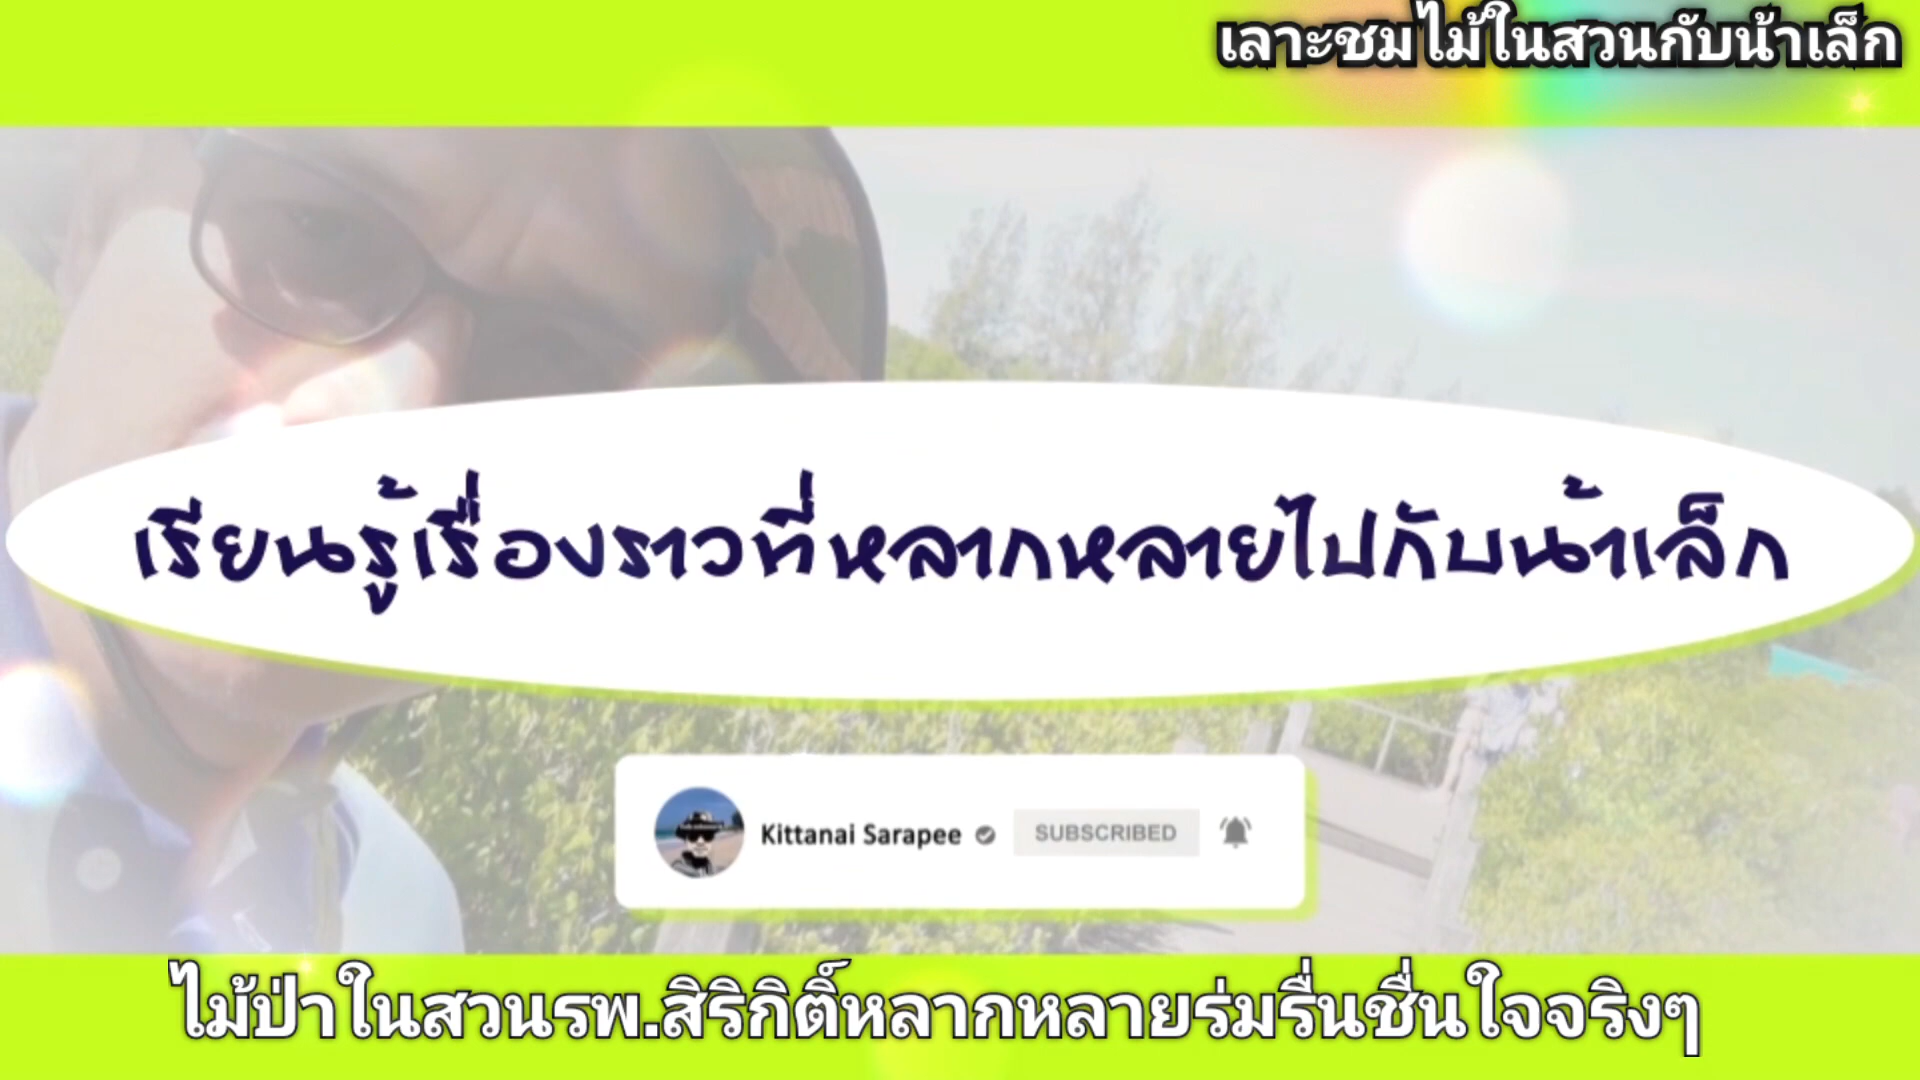 เลาะชมไม้ในสวนกับน้าเล็ก
เรียนรู้เรื่องราวที่หลากหลายไปกับน้าเล็ก
Kittanai Sarapee SUBSCRIBED
ไม้ป่าในสวนรพ.สิริกิติ์หลากหลายร่มรื่นชื่นใจจริงๆ